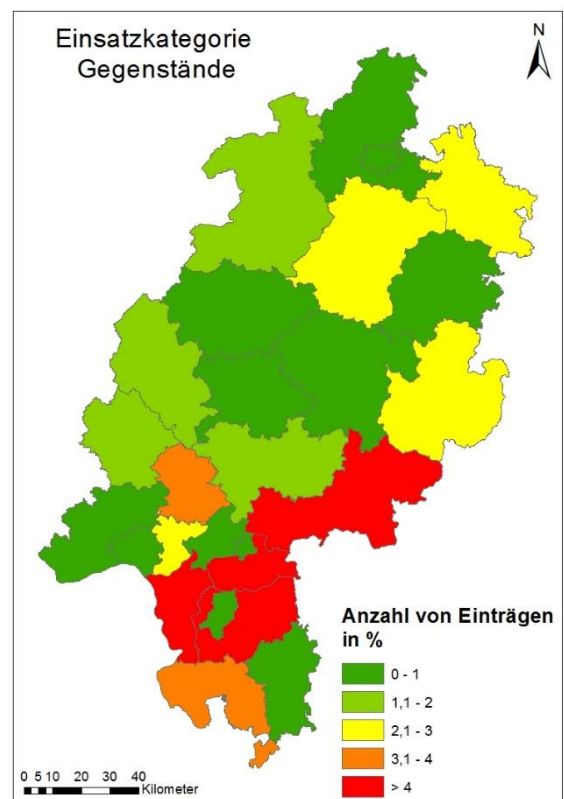 Einsatzkategorie
Gegenstände
N
Anzahl von Einträgen
in %
0 - 1
1,1 - 2
2,1 - 3
3,1 - 4
> 4
0 5 10 20 30 40
Kilometer